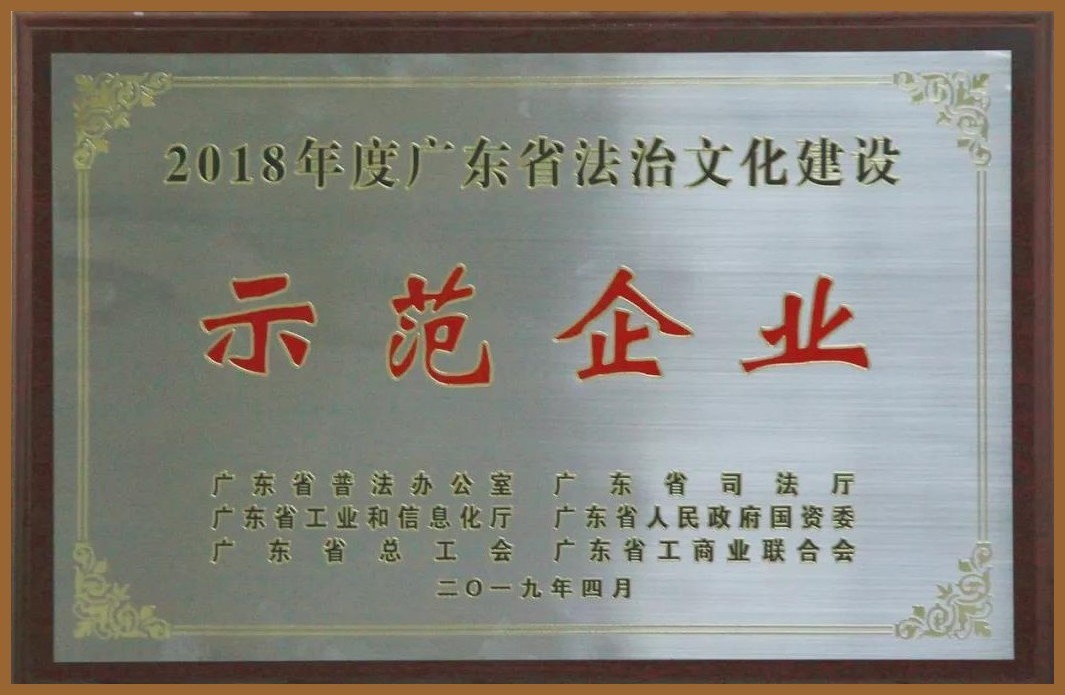 2018年度广东省法治文化建设
示范企业
广东省普法办公室 广东省司法厅
广东省工业和信息化厅 广东省人民政府国资委
广东省总工会 广东省工商业联合会
二〇一九年四月